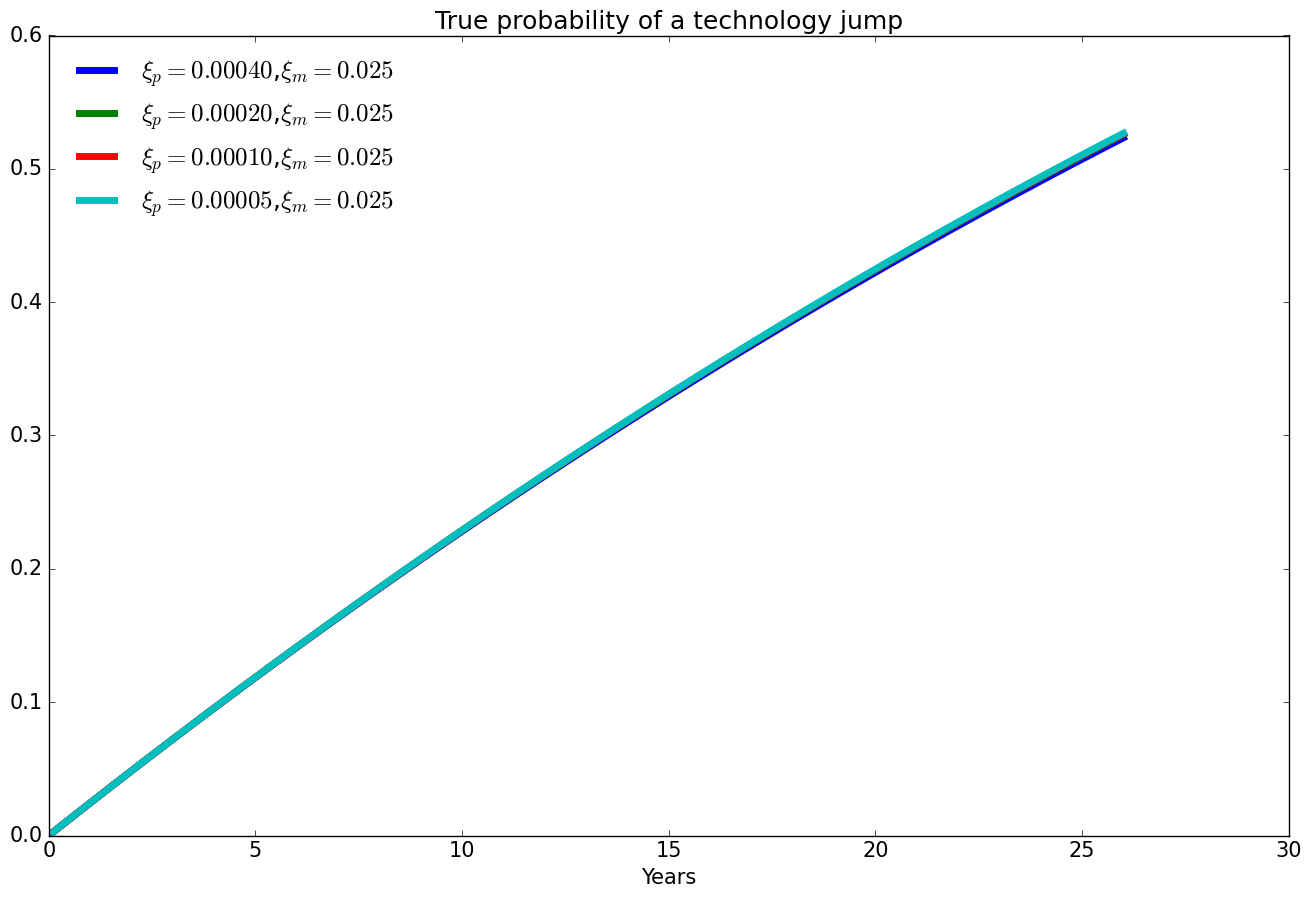 True probability of a technology jump
0.6
0.5
0.4
0.3
0.2
0.1
0.0
ξp = 0.00040,ξm = 0.025
ξp = 0.00020,ξm = 0.025
ξp = 0.00010,ξm = 0.025
ξp = 0.00005,ξm = 0.025
0 5 10 15 20 25 30
Years